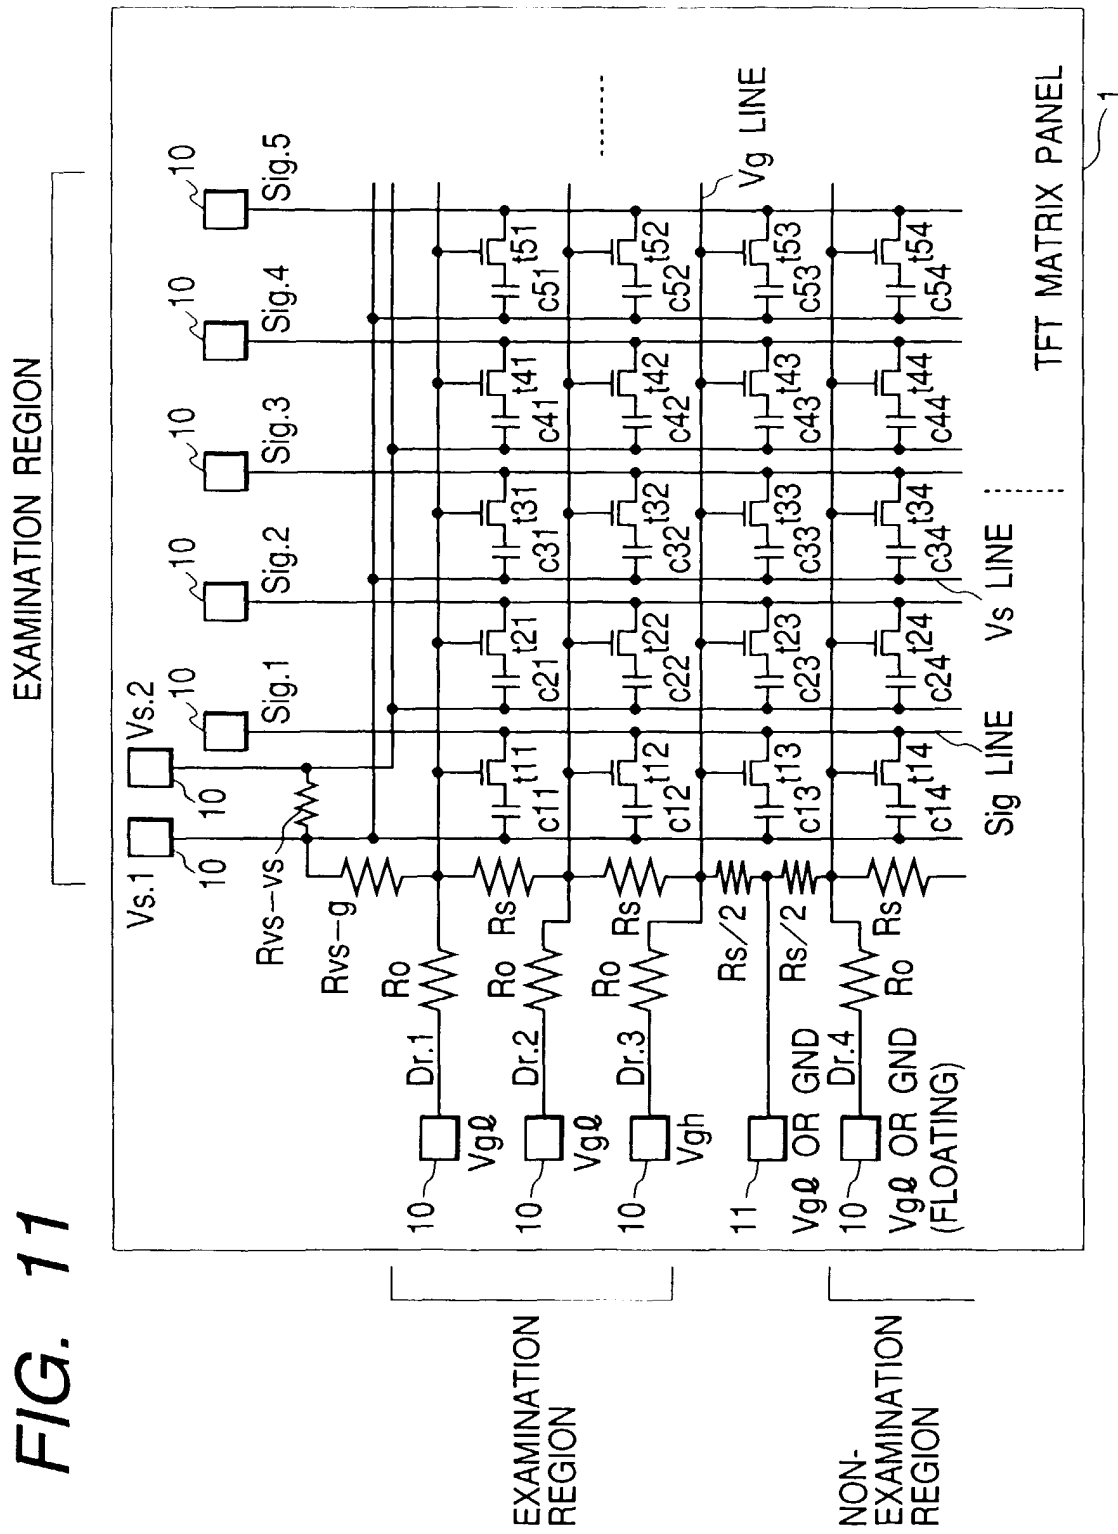 FIG. 11
EXAMINATION REGION
Vs.1
Vs.2
10
10
10
10
10
10
10
Sig.1
Sig.2
Sig.3
Sig.4
Sig.5
Rvs-vs
Rvs-g
EXAMINATION
REGION
10
Vgℓ
Dr.1
Ro
Rs
c11
t11
c21
t21
c31
t31
c41
t41
c51
t51
10
Vgℓ
Dr.2
Ro
Rs
c12
t12
c22
t22
c32
t32
c42
t42
c52
t52
10
Vgh
Dr.3
Ro
Vg LINE
Rs/2
c13
t13
c23
t23
c33
t33
c43
t43
c53
t53
11
Vgℓ OR GND
Rs/2
NON-
EXAMINATION
REGION
10
Dr.4
Ro
Rs
Vgℓ OR GND
(FLOATING)
c14
t14
c24
t24
c34
t34
c44
t44
c54
t54
Sig LINE
Vs LINE
TFT MATRIX PANEL
1